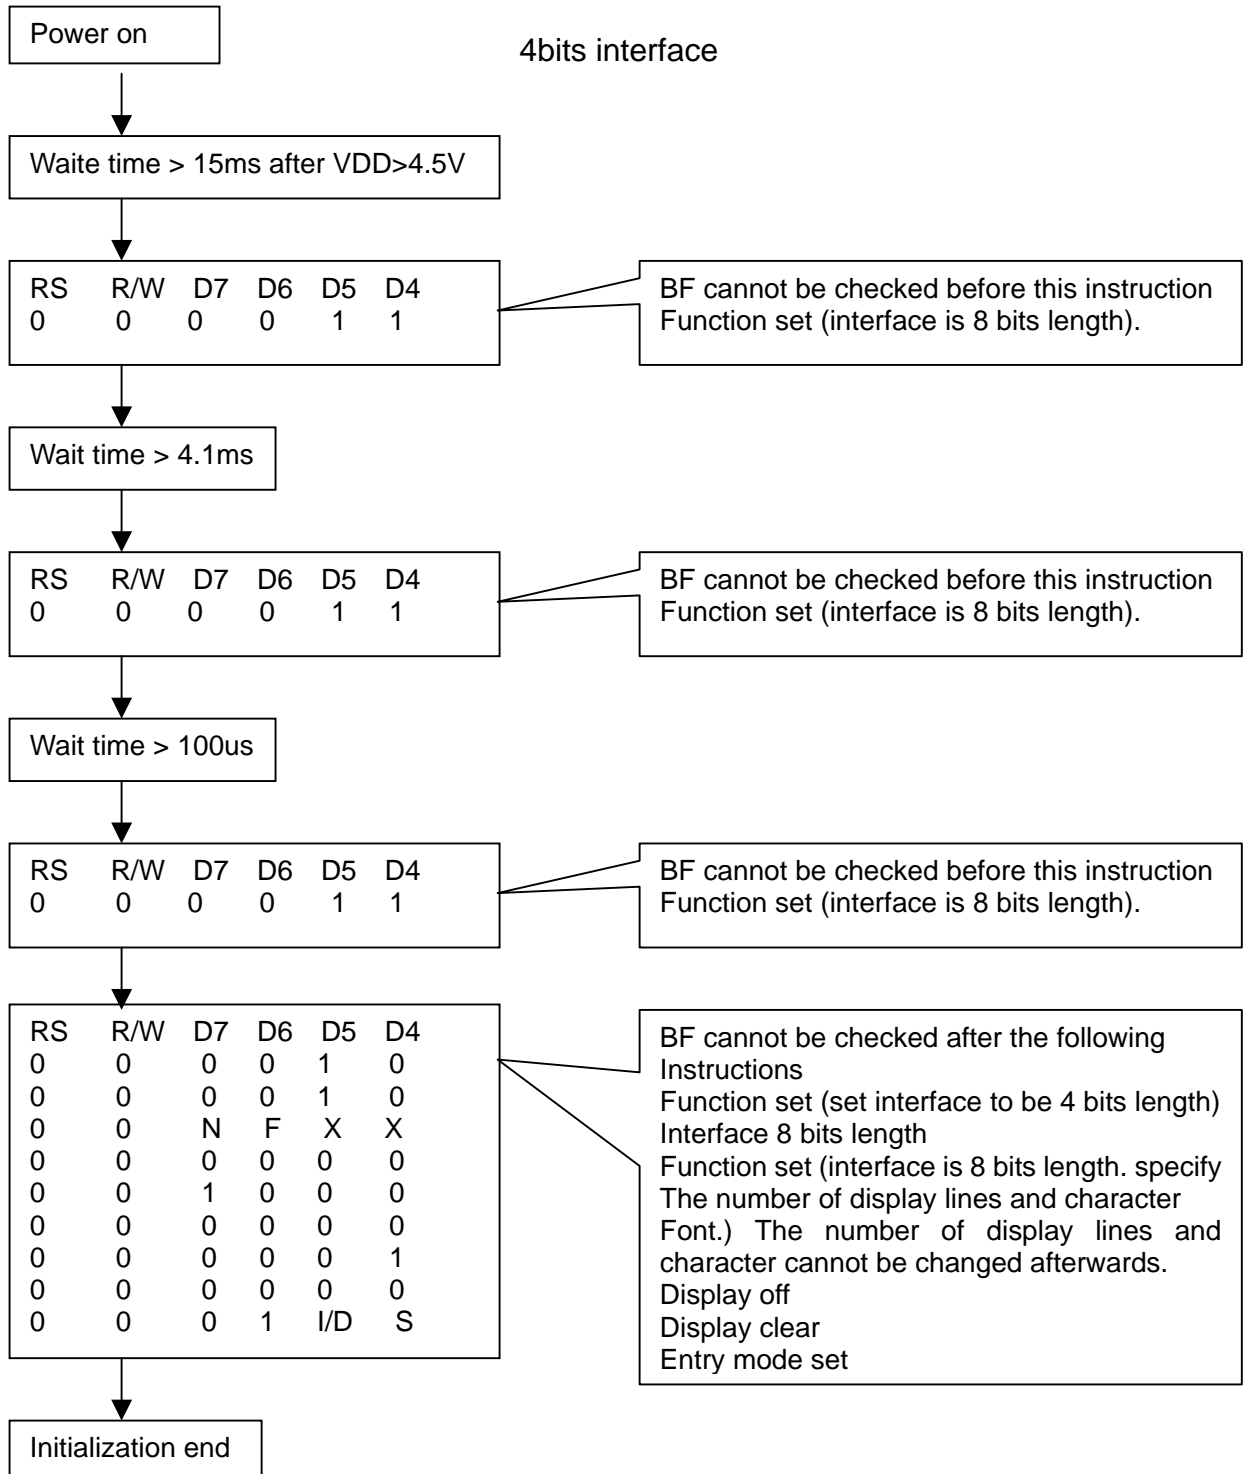 Power on
4bits interface
Waite time > 15ms after VDD>4.5V
RS R/W D7 D6 D5 D4
0 0 0 0 1 1
BF cannot be checked before this instruction
Function set (interface is 8 bits length).
Wait time > 4.1ms
RS R/W D7 D6 D5 D4
0 0 0 0 1 1
BF cannot be checked before this instruction
Function set (interface is 8 bits length).
Wait time > 100us
RS R/W D7 D6 D5 D4
0 0 0 0 1 1
BF cannot be checked before this instruction
Function set (interface is 8 bits length).
RS R/W D7 D6 D5 D4
0 0 0 0 1 0
0 0 0 0 1 0
0 0 N F X X
0 0 0 0 0 0
0 0 1 0 0 0
0 0 0 0 0 0
0 0 0 0 0 1
0 0 0 0 0 0
0 0 0 1 I/D S
BF cannot be checked after the following
Instructions
Function set (set interface to be 4 bits length)
Interface 8 bits length
Function set (interface is 8 bits length. specify
The number of display lines and character
Font.) The number of display lines and
character cannot be changed afterwards.
Display off
Display clear
Entry mode set
Initialization end